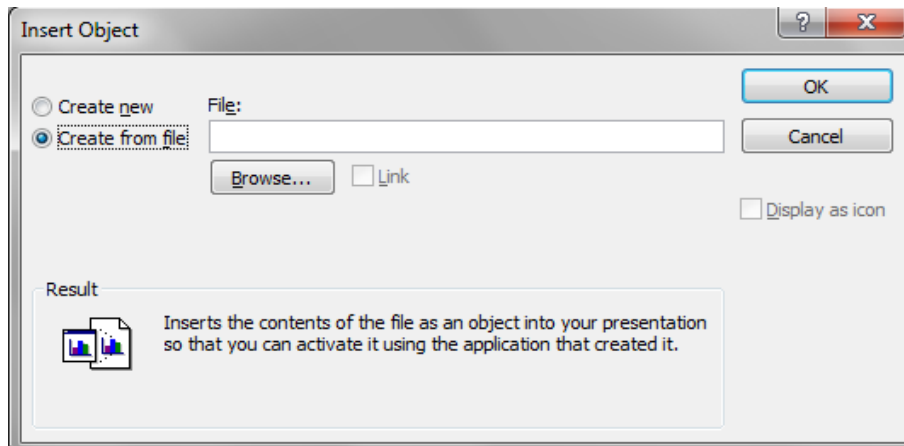 Insert Object
?
X
Create new
File:
OK
Create from file
Cancel
Browse...
Link
Display as icon
Result
Inserts the contents of the file as an object into your presentation
so that you can activate it using the application that created it.